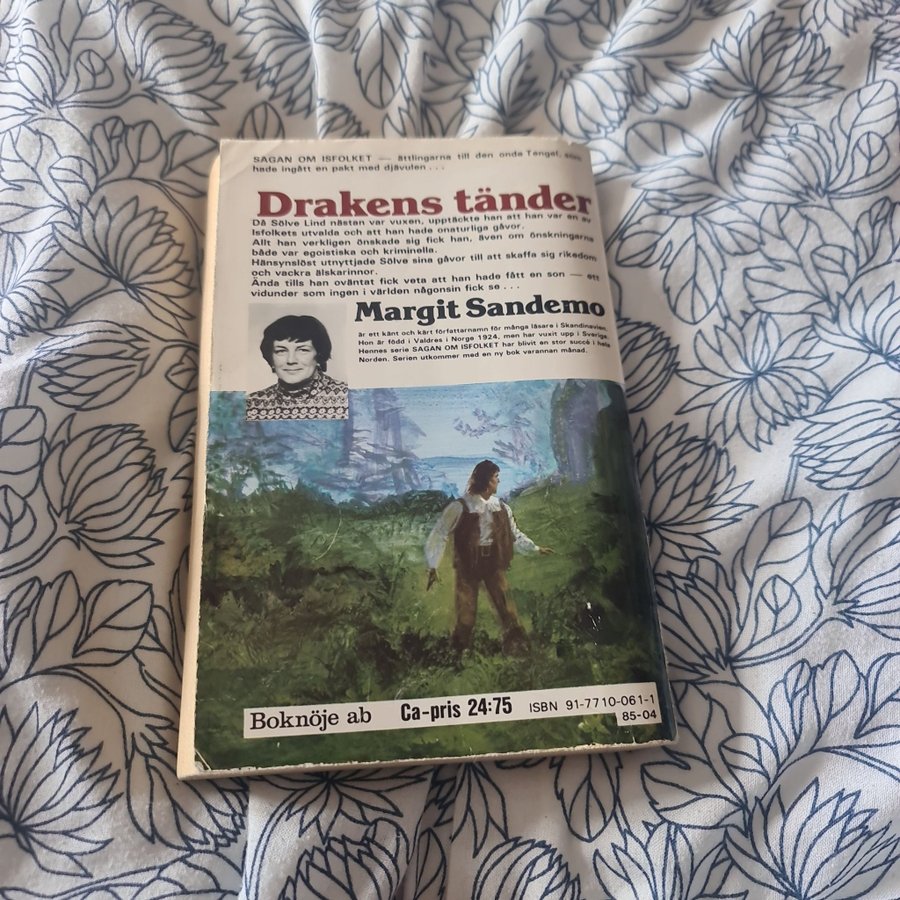 SAGAN OM ISFOLKET — ättlingarna till den onde Tengel, som
hade ingått en pakt med djävulen . . .
Drakens tänder
Då Sölve Lind nästan var vuxen, upptäckte han att han var en av
Isfolkets utvalda och att han hade onaturliga gåvor.
Allt han verkligen önskade sig fick han, även om önskningarna
både var egoistiska och kriminella.
Hänsynslöst utnyttjade Sölve sina gåvor till att skaffa sig rikedom
och vackra älskarinnor.
Ända tills han oväntat fick veta att han hade fått en son — ett
vidunder som ingen i världen någonsin fick se . . .
Margit Sandemo
är ett känt och kärt författarnamn för många läsare i Skandinavien.
Hon är född i Valdres i Norge 1924, men har vuxit upp i Sverige.
Hennes serie SAGAN OM ISFOLKET har blivit en stor succé i hela
Norden. Serien utkommer med en ny bok varannan månad.
Boknöje ab Ca-pris 24:75 ISBN 91-7710-061-1
85-04